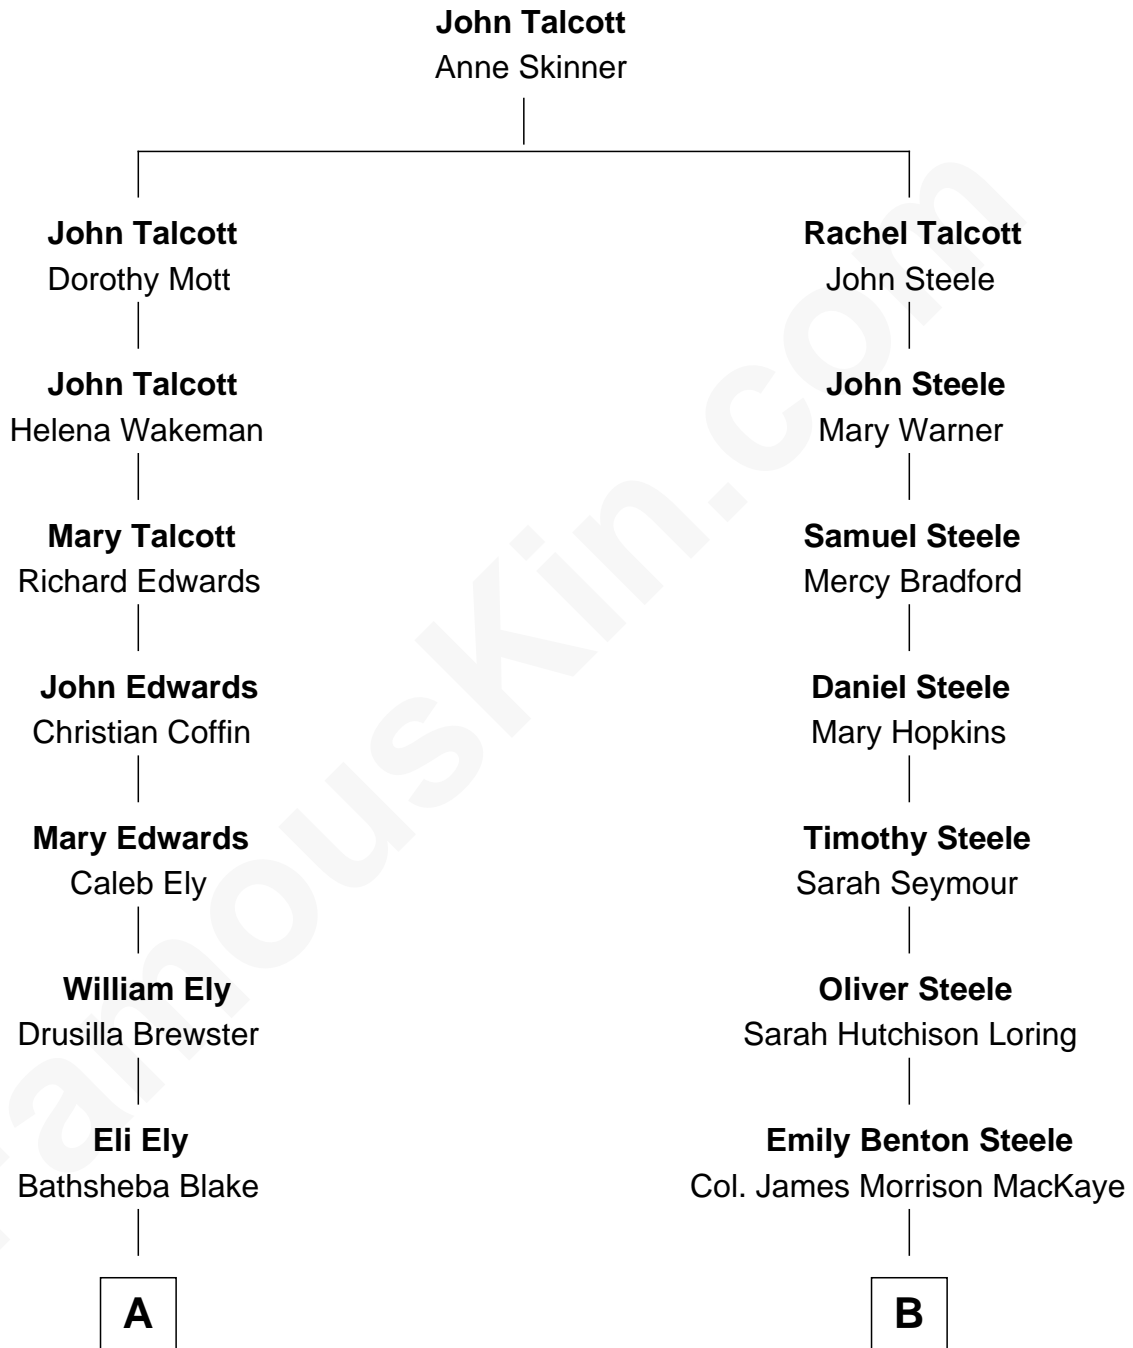 John Talcott
Anne Skinner
John Talcott
Dorothy Mott
Rachel Talcott
John Steele
John Talcott
Helena Wakeman
John Steele
Mary Warner
Mary Talcott
Richard Edwards
Samuel Steele
Mercy Bradford
John Edwards
Christian Coffin
Daniel Steele
Mary Hopkins
Mary Edwards
Caleb Ely
Timothy Steele
Sarah Seymour
William Ely
Drusilla Brewster
Oliver Steele
Sarah Hutchison Loring
Eli Ely
Bathsheba Blake
Emily Benton Steele
Col. James Morrison MacKaye
A
B
FamousKin.com